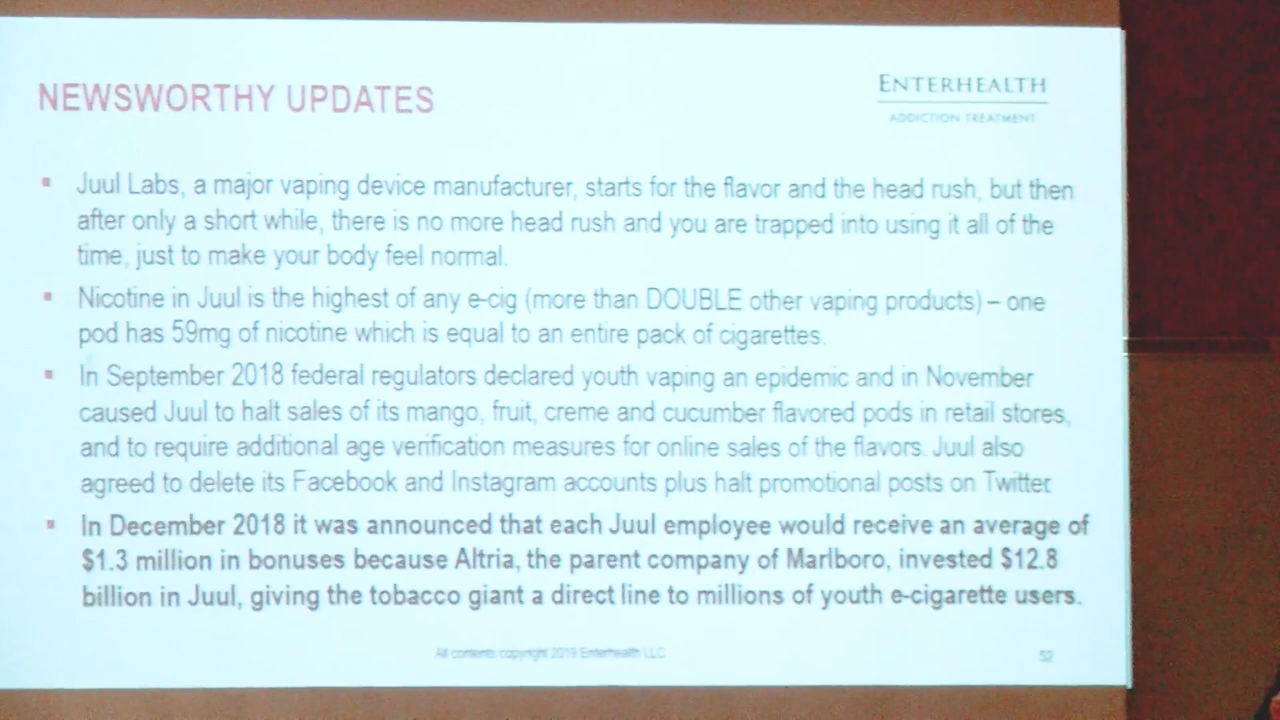 NEWSWORTHY UPDATES
ENTERHEALTH
ADDICTION TREATMENT
▪ Juul Labs, a major vaping device manufacturer, starts for the flavor and the head rush, but then
after only a short while, there is no more head rush and you are trapped into using it all of the
time, just to make your body feel normal.
▪ Nicotine in Juul is the highest of any e-cig (more than DOUBLE other vaping products) – one
pod has 59mg of nicotine which is equal to an entire pack of cigarettes.
▪ In September 2018 federal regulators declared youth vaping an epidemic and in November
caused Juul to halt sales of its mango, fruit, creme and cucumber flavored pods in retail stores,
and to require additional age verification measures for online sales of the flavors. Juul also
agreed to delete its Facebook and Instagram accounts plus halt promotional posts on Twitter
▪ In December 2018 it was announced that each Juul employee would receive an average of
$1.3 million in bonuses because Altria, the parent company of Marlboro, invested $12.8
billion in Juul, giving the tobacco giant a direct line to millions of youth e-cigarette users.
All contents copyright 2019 Enterhealth LLC
52